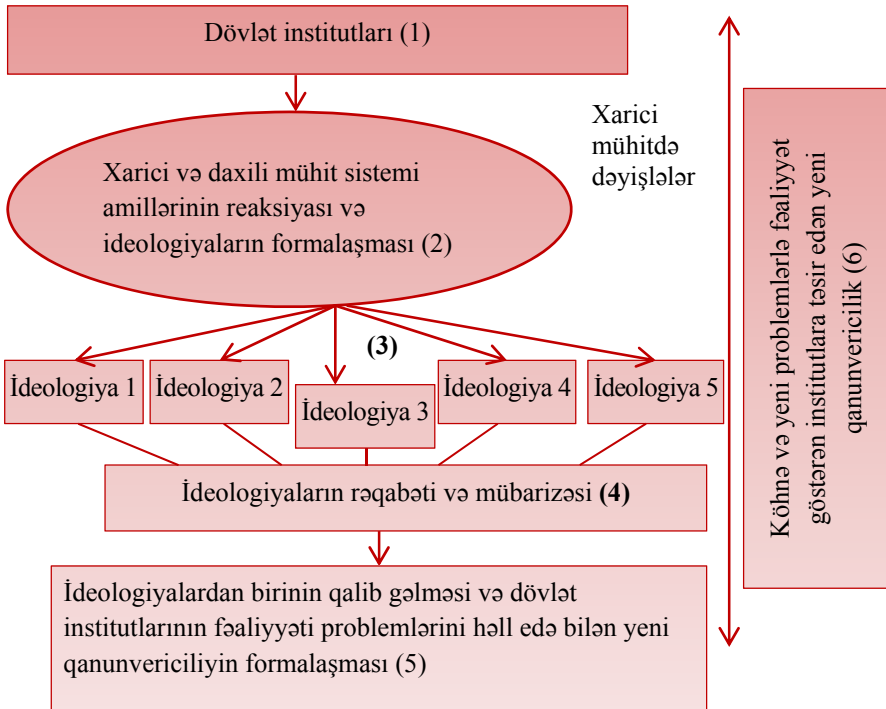 Dövlət institutları (1)
Xarici və daxili mühit sistemi
amillərinin reaksiyası və
ideologiyaların formalaşması (2)
Xarici
mühitdə
dəyişlələr
(3)
İdeologiya 1
İdeologiya 2
İdeologiya 3
İdeologiya 4
İdeologiya 5
İdeologiyaların rəqabəti və mübarizəsi (4)
İdeologiyalardan birinin qalib gəlməsi və dövlət
institutlarının fəaliyyəti problemlərini həll edə bilən yeni
qanunvericiliyin formalaşması (5)
Köhnə və yeni problemlərlə fəaliyyət
göstərən institutlara təsir edən yeni
qanunvericilik (6)